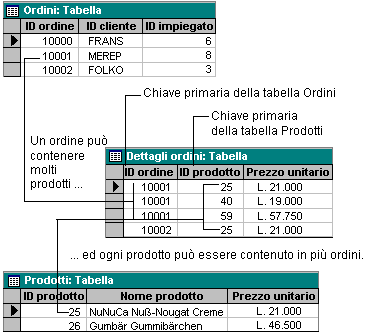 Ordini: Tabella
ID ordine ID cliente ID impiegato
10000 FRANS 6
10001 MEREP 8
10002 FOLKO 3
Chiave primaria della tabella Ordini
Chiave primaria
della tabella Prodotti
Un ordine può
contenere
molti
prodotti ...
Dettagli ordini: Tabella
ID ordine ID prodotto Prezzo unitario
10001 25 L. 21.000
10001 40 L. 19.000
10001 59 L. 57.750
10002 25 L. 21.000
... ed ogni prodotto può essere contenuto in più ordini.
Prodotti: Tabella
ID prodotto Nome prodotto Prezzo unitario
25 NuNuCa Nuß-Nougat Creme L. 21.000
26 Gumbär Gummibärchen L. 46.500